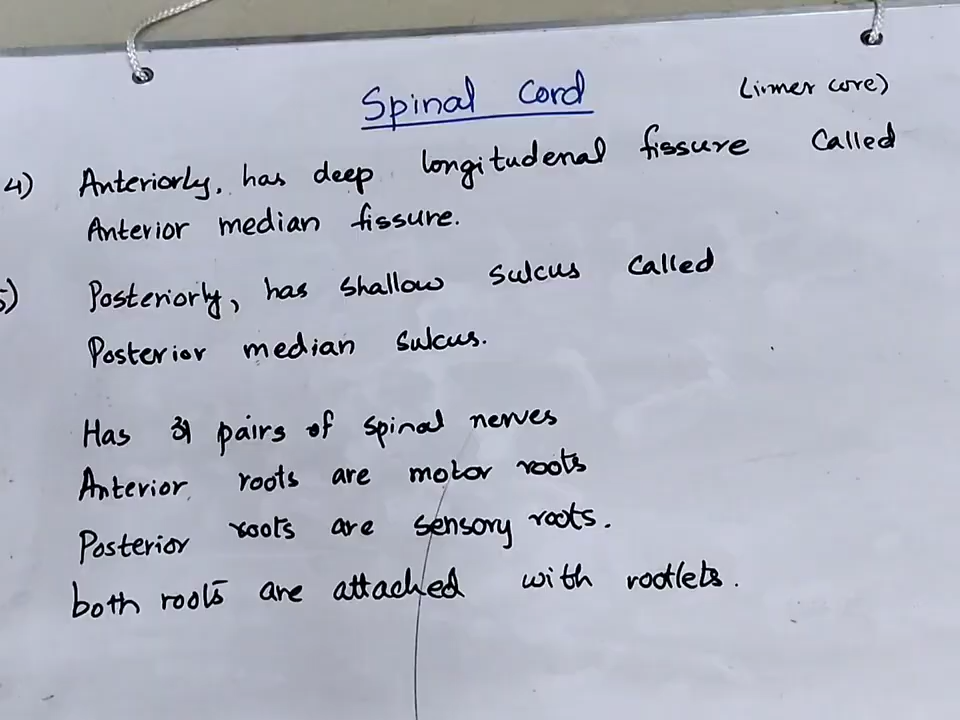 Spinal Cord
(inner core)
4) Anteriorly, has deep longitudenal fissure called
Anterior median fissure.
5) Posteriorly, has shallow sulcus called
Posterior median sulcus.
Has 31 pairs of spinal nerves
Anterior roots are motor roots
Posterior roots are sensory roots.
both roots are attached with rootlets.